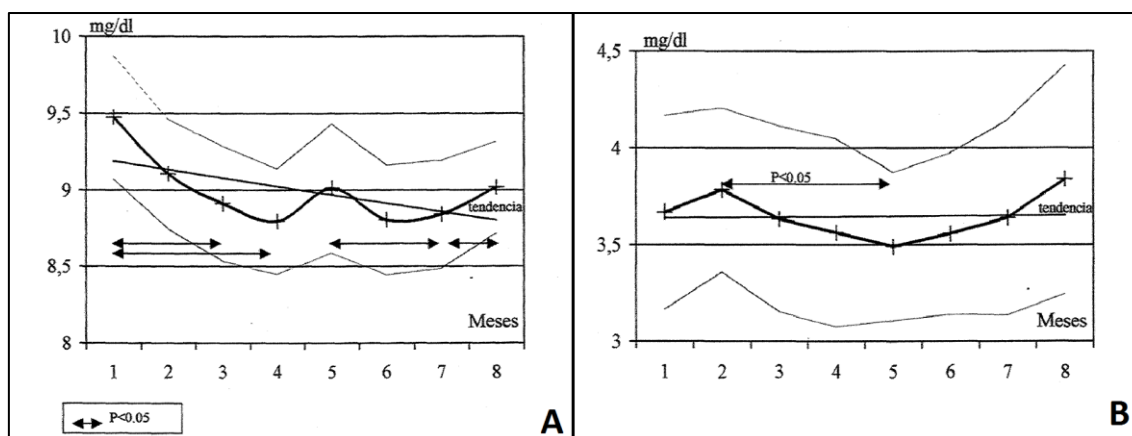 mg/dl
10
9,5
9
8,5
8
tendencia
Meses
1 2 3 4 5 6 7 8
P<0.05
A
mg/dl
4,5
4
3,5
3
P<0.05
tendencia
Meses
1 2 3 4 5 6 7 8
B